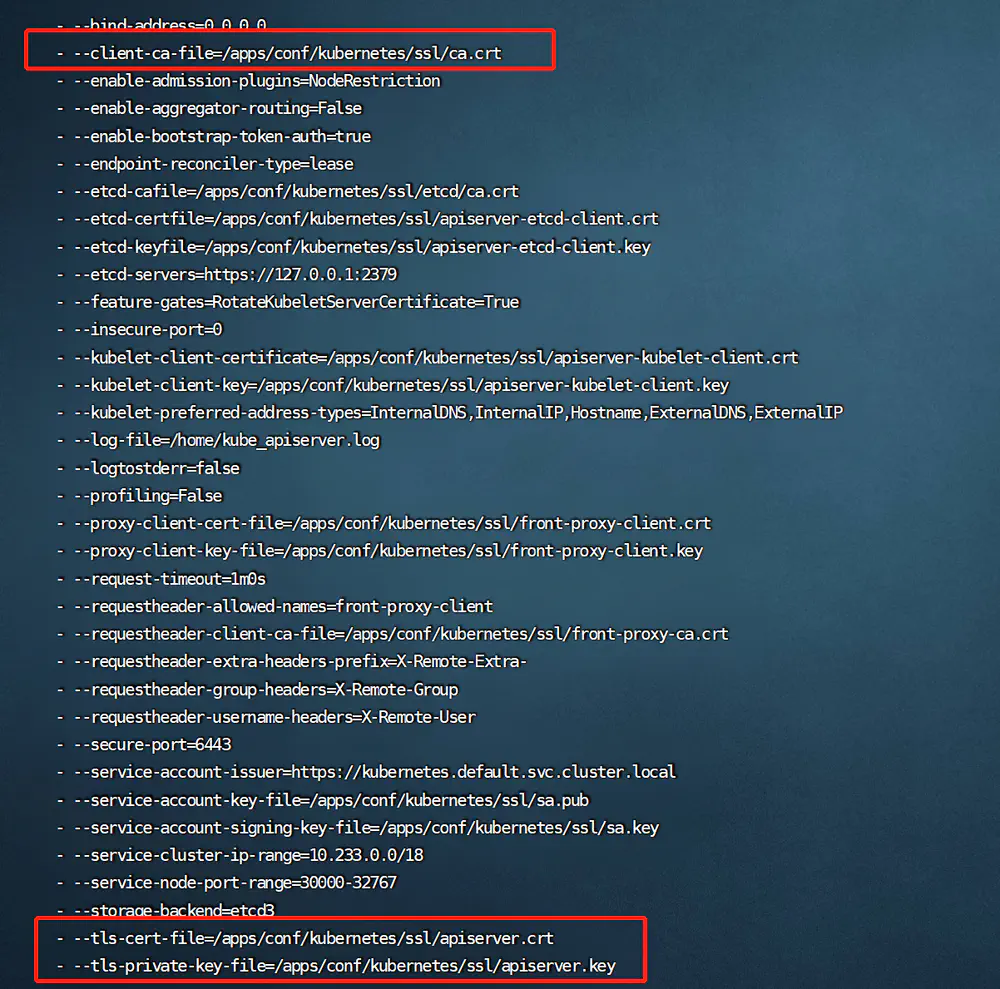 - --bind-address=0.0.0.0
- --client-ca-file=/apps/conf/kubernetes/ssl/ca.crt
- --enable-admission-plugins=NodeRestriction
- --enable-aggregator-routing=False
- --enable-bootstrap-token-auth=true
- --endpoint-reconciler-type=lease
- --etcd-cafile=/apps/conf/kubernetes/ssl/etcd/ca.crt
- --etcd-certfile=/apps/conf/kubernetes/ssl/apiserver-etcd-client.crt
- --etcd-keyfile=/apps/conf/kubernetes/ssl/apiserver-etcd-client.key
- --etcd-servers=https://127.0.0.1:2379
- --feature-gates=RotateKubeletServerCertificate=True
- --insecure-port=0
- --kubelet-client-certificate=/apps/conf/kubernetes/ssl/apiserver-kubelet-client.crt
- --kubelet-client-key=/apps/conf/kubernetes/ssl/apiserver-kubelet-client.key
- --kubelet-preferred-address-types=InternalDNS,InternalIP,Hostname,ExternalDNS,ExternalIP
- --log-file=/home/kube_apiserver.log
- --logtostderr=false
- --profiling=False
- --proxy-client-cert-file=/apps/conf/kubernetes/ssl/front-proxy-client.crt
- --proxy-client-key-file=/apps/conf/kubernetes/ssl/front-proxy-client.key
- --request-timeout=1m0s
- --requestheader-allowed-names=front-proxy-client
- --requestheader-client-ca-file=/apps/conf/kubernetes/ssl/front-proxy-ca.crt
- --requestheader-extra-headers-prefix=X-Remote-Extra-
- --requestheader-group-headers=X-Remote-Group
- --requestheader-username-headers=X-Remote-User
- --secure-port=6443
- --service-account-issuer=https://kubernetes.default.svc.cluster.local
- --service-account-key-file=/apps/conf/kubernetes/ssl/sa.pub
- --service-account-signing-key-file=/apps/conf/kubernetes/ssl/sa.key
- --service-cluster-ip-range=10.233.0.0/18
- --service-node-port-range=30000-32767
- --storage-backend=etcd3
- --tls-cert-file=/apps/conf/kubernetes/ssl/apiserver.crt
- --tls-private-key-file=/apps/conf/kubernetes/ssl/apiserver.key